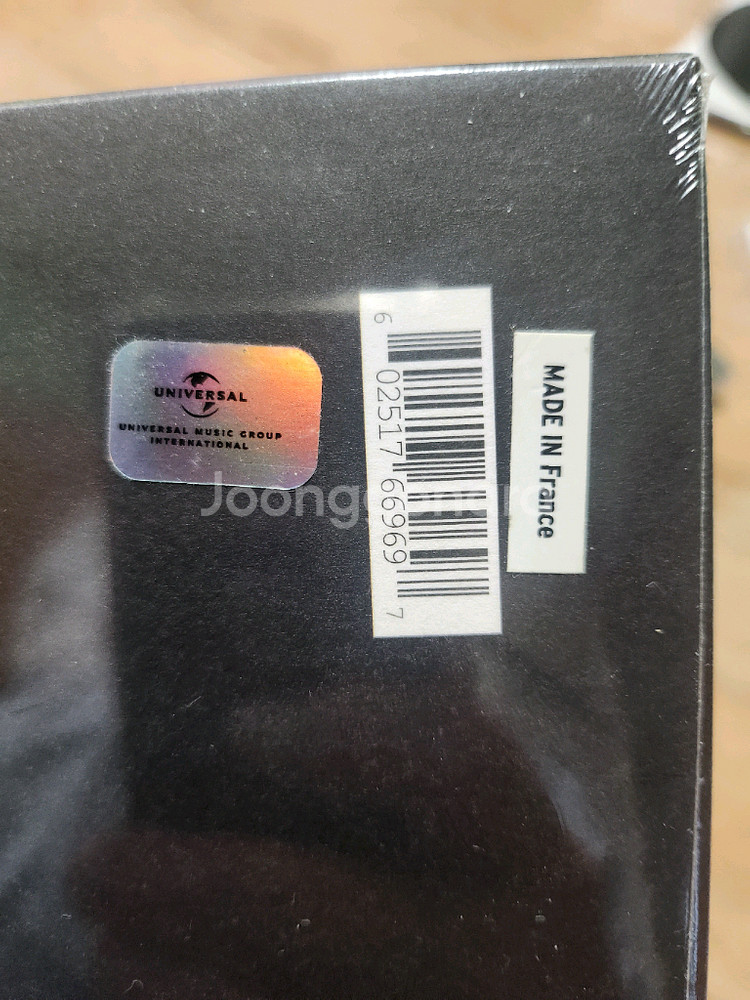 UNIVERSAL
UNIVERSAL MUSIC GROUP
INTERNATIONAL
6 02517 66969 7
MADE IN France